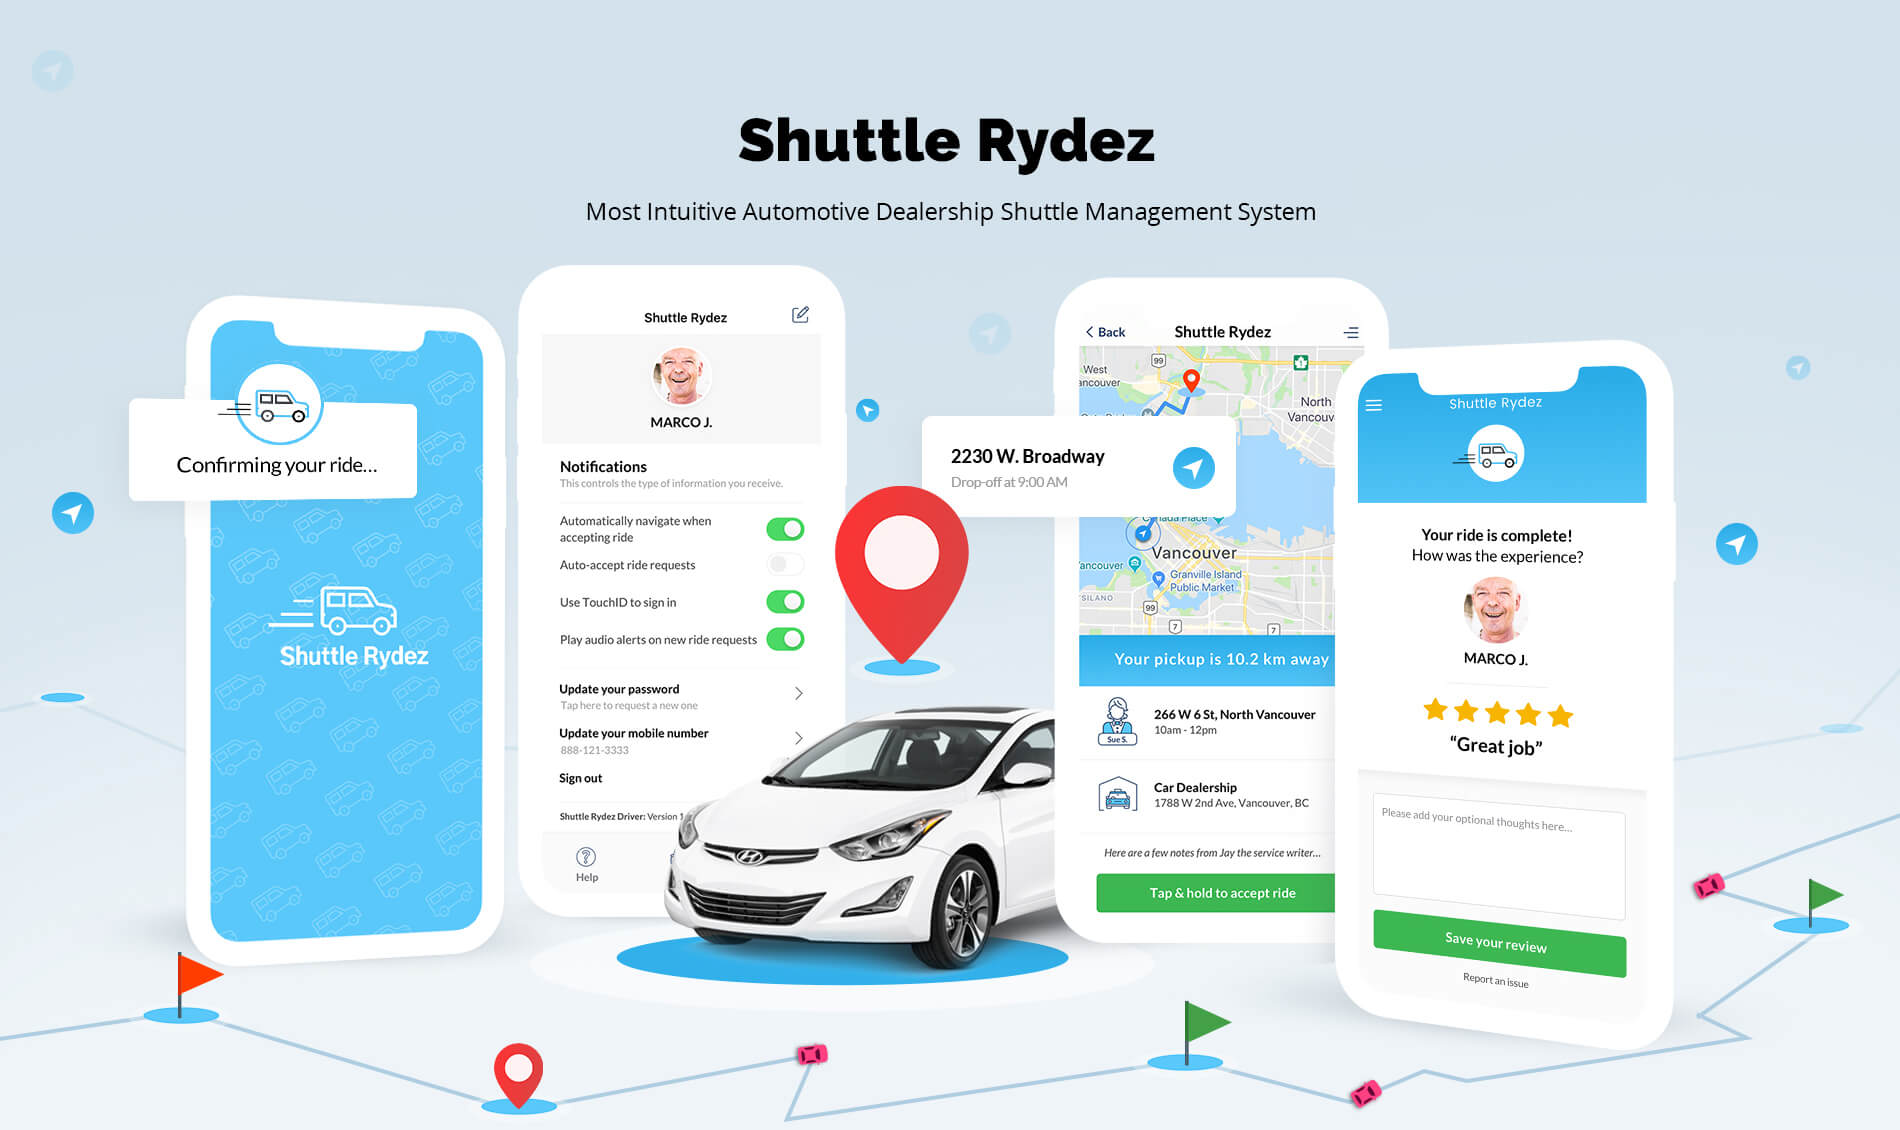 Shuttle Rydez
Most Intuitive Automotive Dealership Shuttle Management System
Confirming your ride...
Shuttle Rydez
Shuttle Rydez
MARCO J.
Notifications
This controls the type of information you receive.
Automatically navigate when
accepting ride
Auto-accept ride requests
Use TouchID to sign in
Play audio alerts on new ride requests
Update your password
Tap here to request a new one
Update your mobile number
888-121-3333
Sign out
Shuttle Rydez Driver: Version 1
Help
Back
Shuttle Rydez
99
1
West
ancouver
North
Vancouv
2230 W. Broadway
Drop-off at 9:00 AM
Canada Place
Vancouver
ancouver
Granville Island
Public Market
TSILANO
99
7
7
Your pickup is 10.2 km away
Sue S.
266 W 6 St, North Vancouver
10am - 12pm
Car Dealership
1788 W 2nd Ave, Vancouver, BC
Here are a few notes from Jay the service writer...
Tap & hold to accept ride
Shuttle Rydez
Your ride is complete!
How was the experience?
MARCO J.
“Great job”
Please add your optional thoughts here...
Save your review
Report an issue